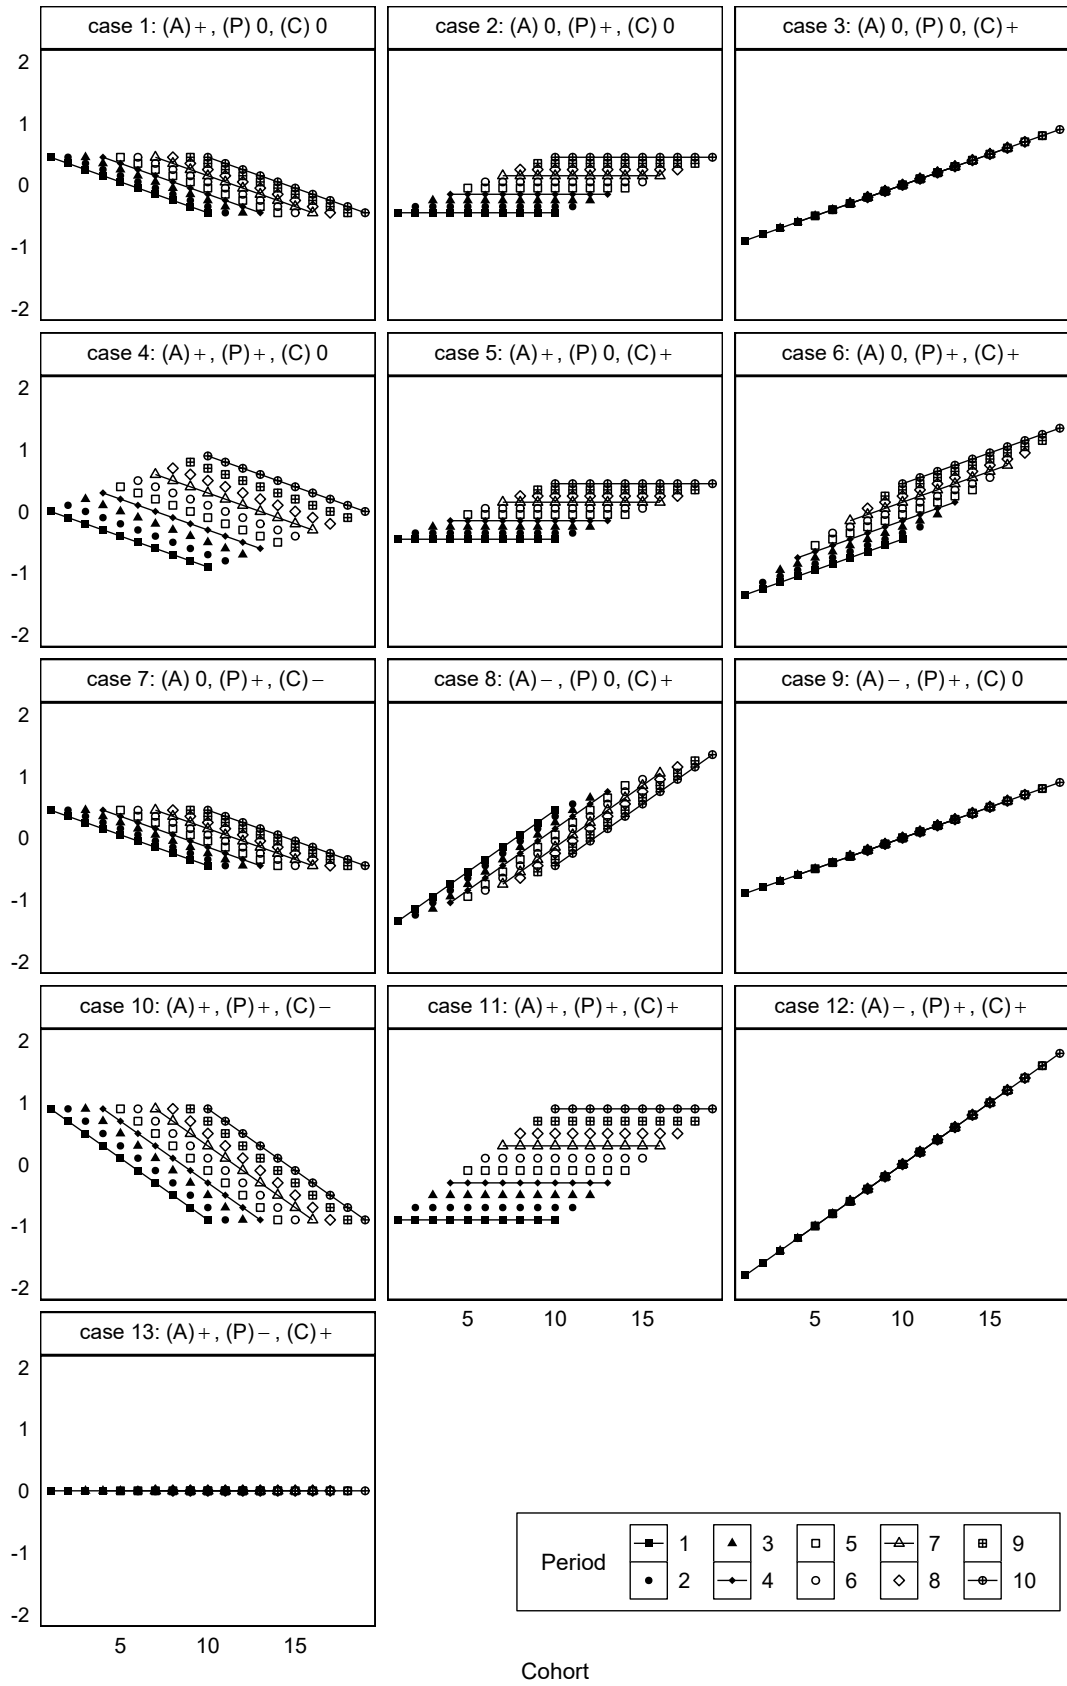 case 1: (A)+, (P) 0, (C) 0
case 2: (A) 0, (P)+, (C) 0
case 3: (A) 0, (P) 0, (C)+
2
1
0
-1
-2
case 4: (A)+, (P)+, (C) 0
case 5: (A)+, (P) 0, (C)+
case 6: (A) 0, (P)+, (C)+
2
1
0
-1
-2
case 7: (A) 0, (P)+, (C)−
case 8: (A)−, (P) 0, (C)+
case 9: (A)−, (P)+, (C) 0
2
1
0
-1
-2
case 10: (A)+, (P)+, (C)−
case 11: (A)+, (P)+, (C)+
case 12: (A)−, (P)+, (C)+
2
1
0
-1
-2
5 10 15
5 10 15
case 13: (A)+, (P)−, (C)+
2
1
0
-1
-2
5 10 15
Period
1 3 5 7 9
2 4 6 8 10
Cohort